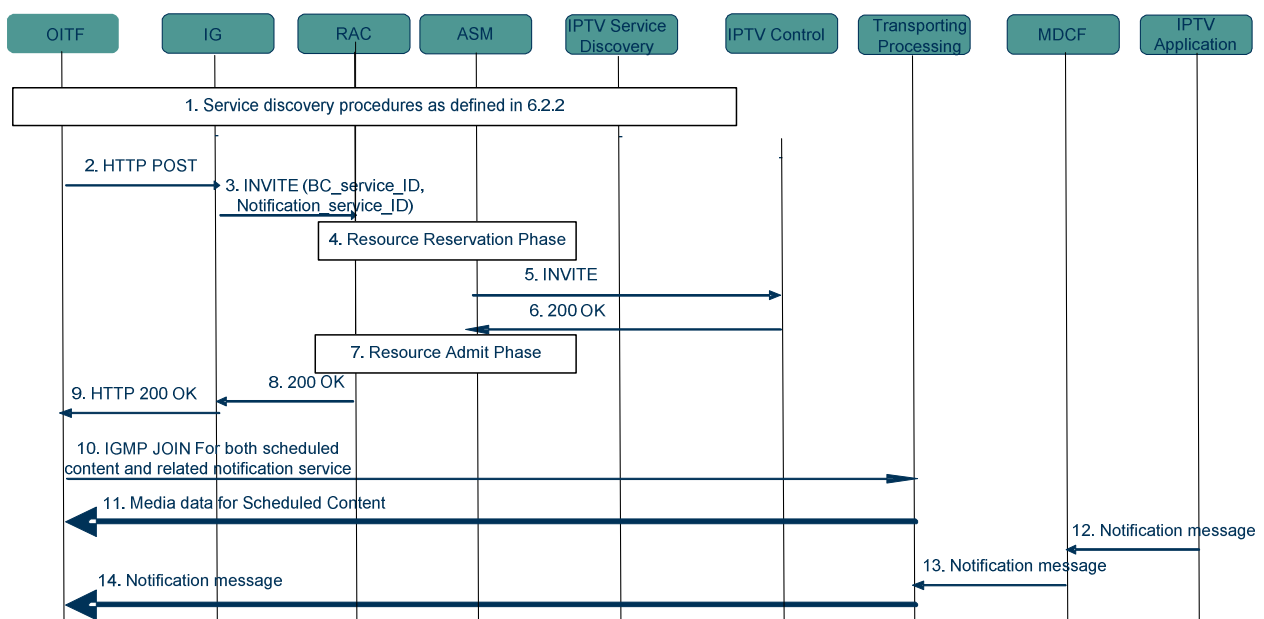 OITF
IG
RAC
ASM
IPTV Service
Discovery
IPTV Control
Transporting
Processing
MDCF
IPTV
Application
1. Service discovery procedures as defined in 6.2.2
2. HTTP POST
3. INVITE (BC_service_ID,
Notification_service_ID)
4. Resource Reservation Phase
5. INVITE
6. 200 OK
7. Resource Admit Phase
8. 200 OK
9. HTTP 200 OK
10. IGMP JOIN For both scheduled
content and related notification service
11. Media data for Scheduled Content
12. Notification message
13. Notification message
14. Notification message